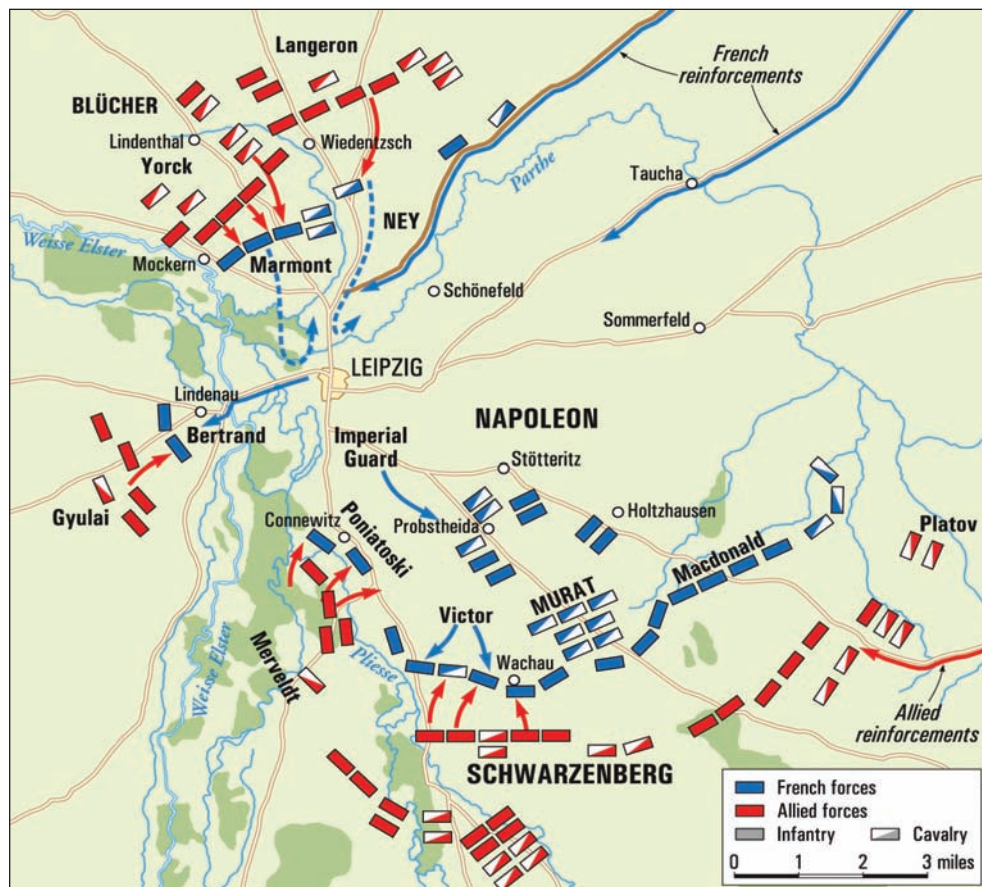 Langeron
French
reinforcements
BLÜCHER
Lindenthal
Wiedentzsch
Yorck
Parthe
Taucha
NEY
Weisse Elster
Mockern
Marmont
Schönefeld
Sommerfeld
LEIPZIG
Lindenau
Bertrand
NAPOLEON
Imperial
Guard
Stötteritz
Gyulai
Connewitz
Poniatoski
Probstheida
Holtzhausen
Macdonald
Platov
MURAT
Victor
Merveldt
Weisse Elster
Pliesse
Wachau
Allied
reinforcements
SCHWARZENBERG
French forces
Allied forces
Infantry
Cavalry
0 1 2 3 miles